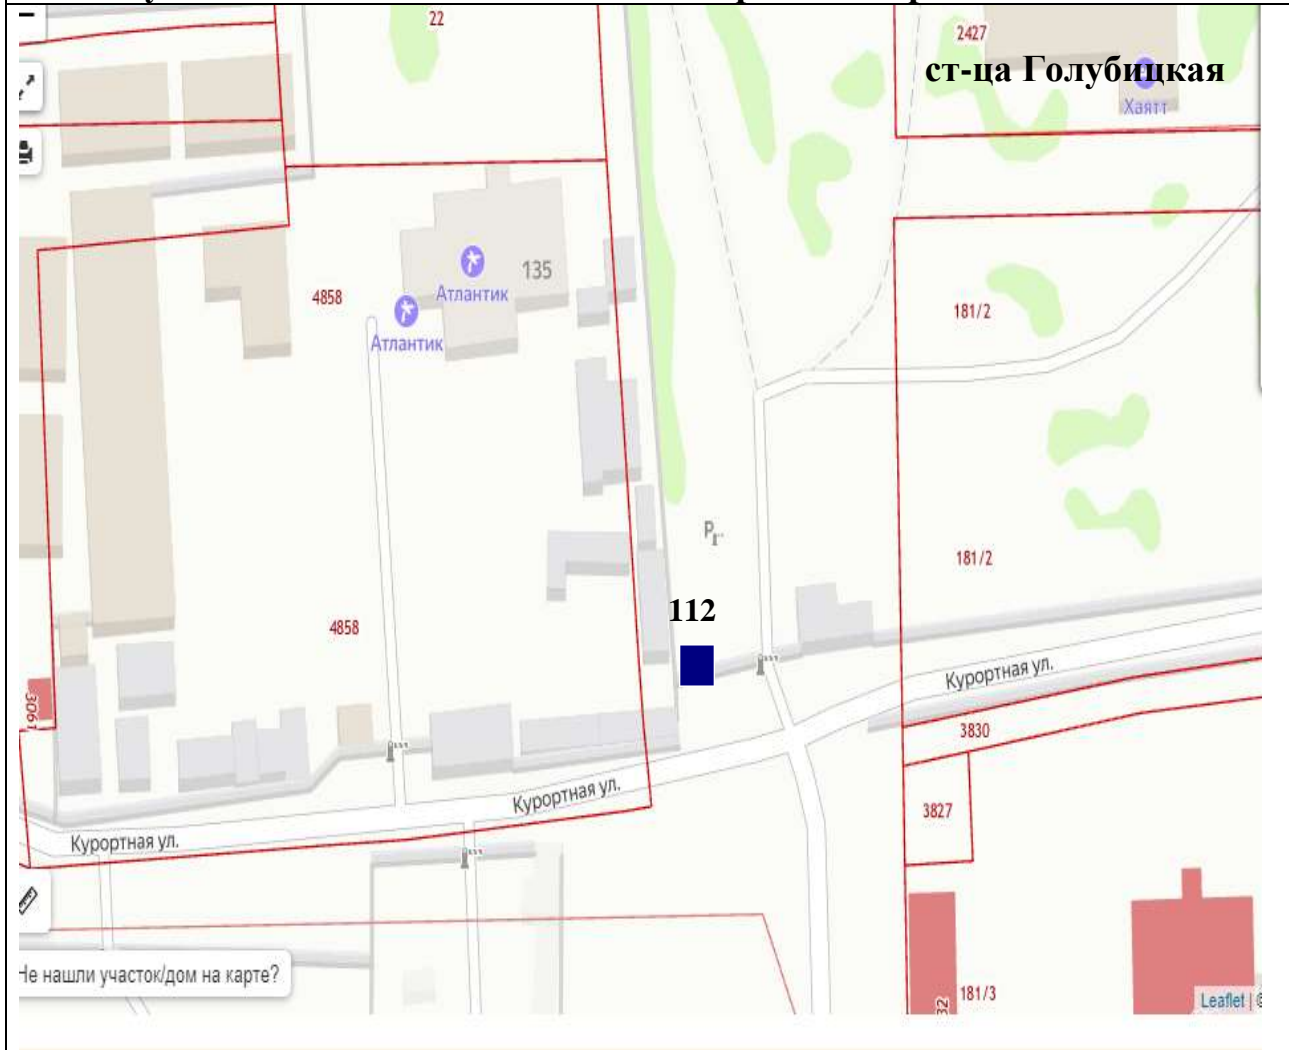 22
2427
ст-ца Голубицкая
Хаятт
135
Атлантик
4858
Атлантик
181/2
181/2
112
4858
3061
Курортная ул.
3830
Курортная ул.
3827
Курортная ул.
Не нашли участок/дом на карте?
181/3
Leaflet |